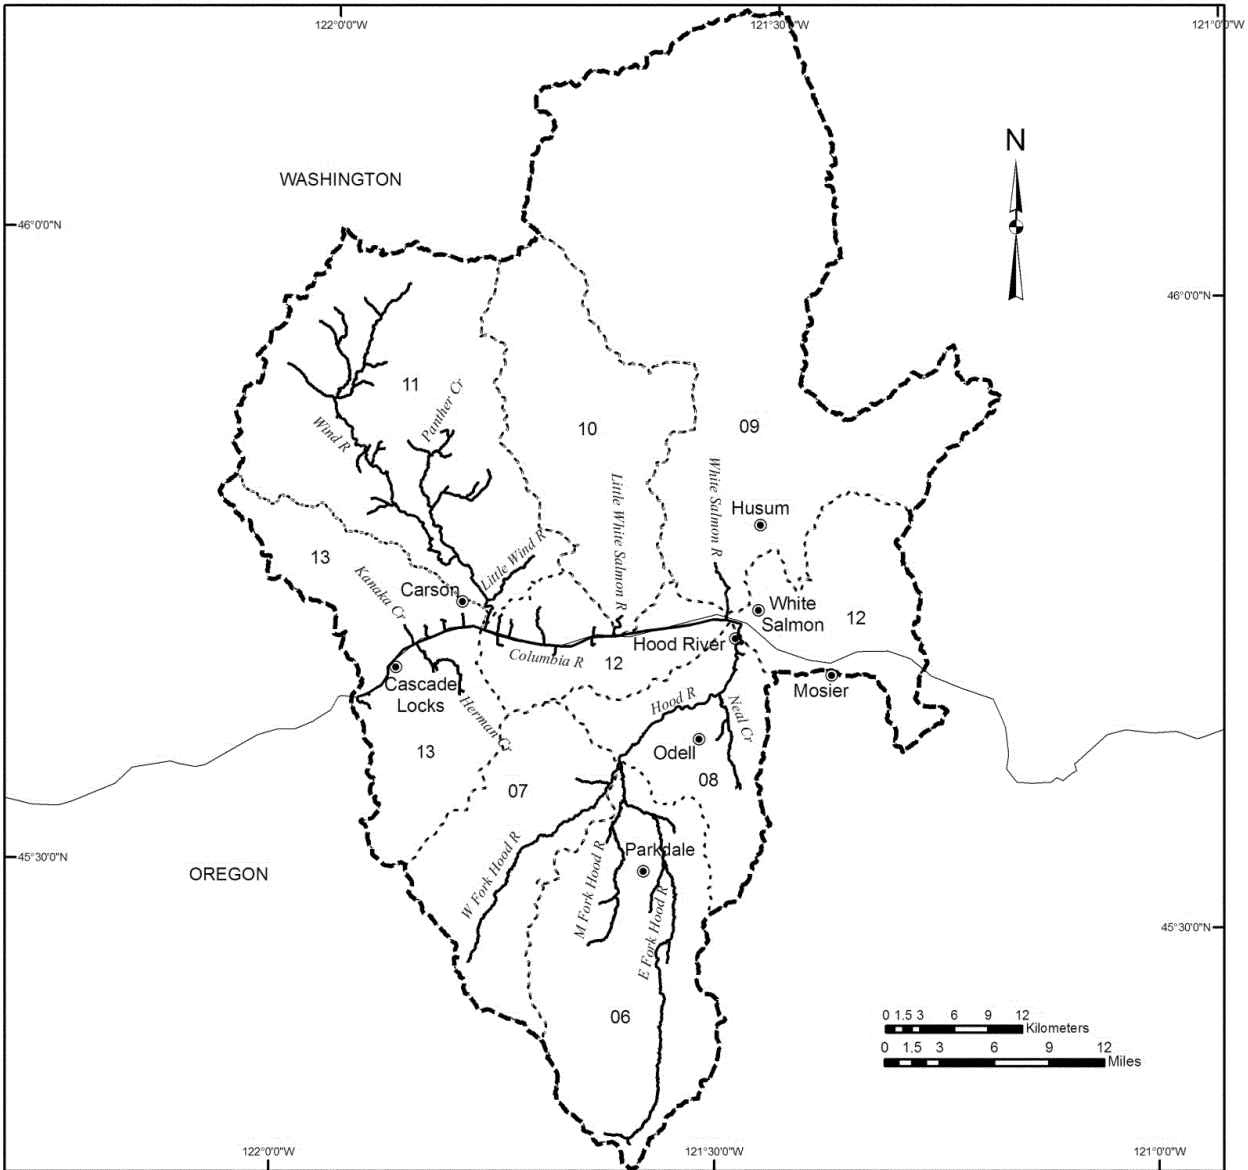 122°0'0"W
121°30'0"W
121°0'0"W
N
WASHINGTON
46°0'0"N
46°0'0"N
11
Panther Cr
Wind R
10
09
Little White Salmon R
White Salmon R
Husum
13
Little Wind R
Kanaka Cr
Carson
White
Salmon
12
Hood River
Columbia R
12
Cascade
Locks
Mosier
Herman Cr
Hood R
Neal Cr
13
Odell
07
08
45°30'0"N
OREGON
W Fork Hood R
M Fork Hood R
Parkdale
E Fork Hood R
45°30'0"N
06
0 1.5 3 6 9 12
Kilometers
0 1.5 3 6 9 12
Miles
122°0'0"W
121°30'0"W
121°0'0"W